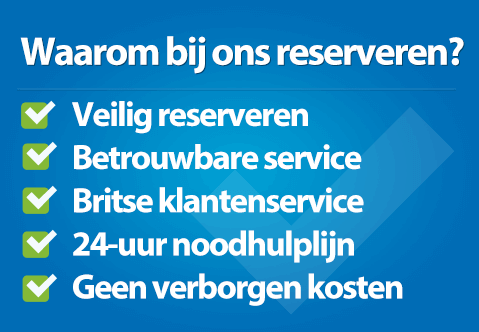 Waarom bij ons reserveren?
Veilig reserveren
Betrouwbare service
Britse klantenservice
24-uur noodhulplijn
Geen verborgen kosten